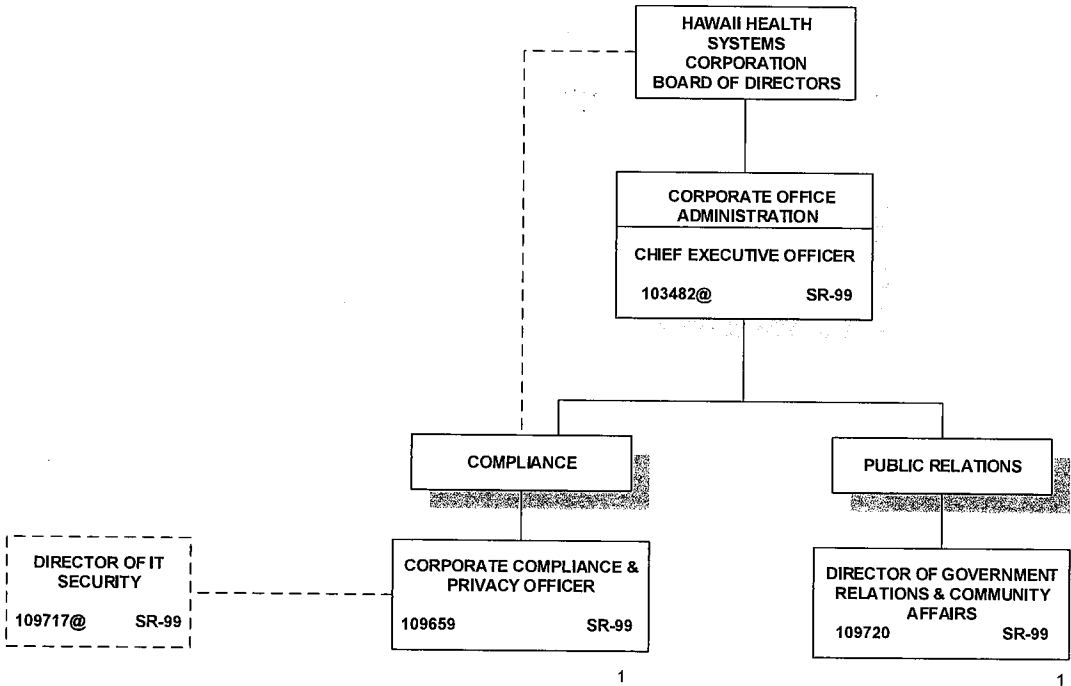 HAWAII HEALTH
SYSTEMS
CORPORATION
BOARD OF DIRECTORS
CORPORATE OFFICE
ADMINISTRATION
CHIEF EXECUTIVE OFFICER
103482@ SR-99
COMPLIANCE
PUBLIC RELATIONS
DIRECTOR OF IT
SECURITY
109717@ SR-99
CORPORATE COMPLIANCE &
PRIVACY OFFICER
109659 SR-99
1
DIRECTOR OF GOVERNMENT
RELATIONS & COMMUNITY
AFFAIRS
109720 SR-99
1